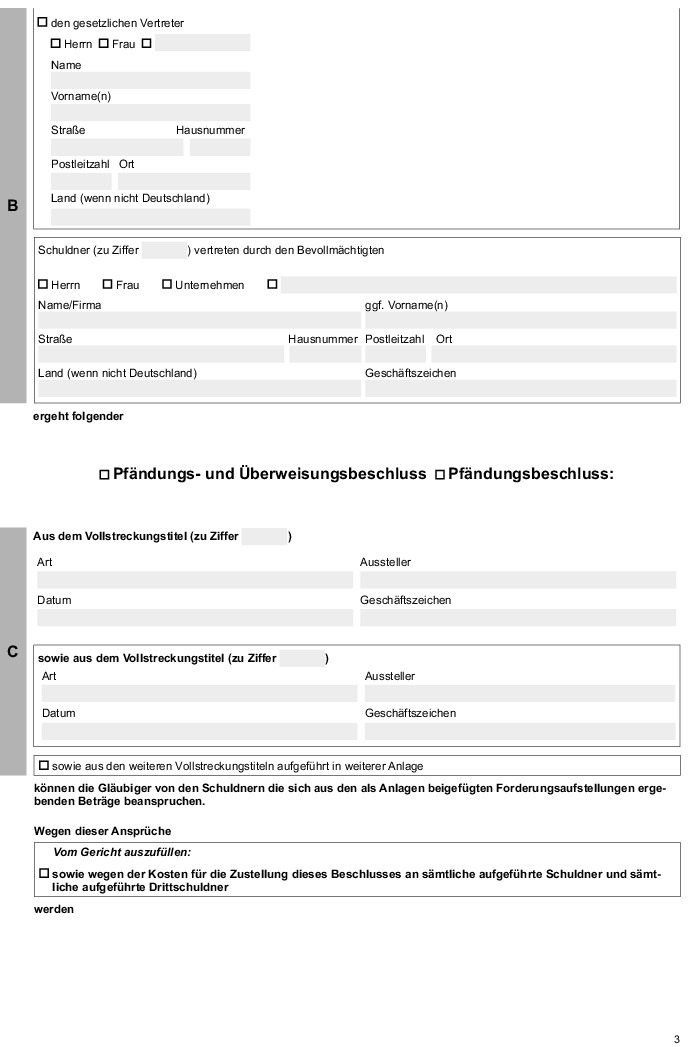 ☐ den gesetzlichen Vertreter
☐ Herrn ☐ Frau ☐
Name
Vorname(n)
Straße Hausnummer
Postleitzahl Ort
Land (wenn nicht Deutschland)
B
Schuldner (zu Ziffer ) vertreten durch den Bevollmächtigten
☐ Herrn ☐ Frau ☐ Unternehmen ☐
Name/Firma ggf. Vorname(n)
Straße Hausnummer Postleitzahl Ort
Land (wenn nicht Deutschland) Geschäftszeichen
ergeht folgender
☐ Pfändungs- und Überweisungsbeschluss ☐ Pfändungsbeschluss:
Aus dem Vollstreckungstitel (zu Ziffer )
Art Aussteller
Datum Geschäftszeichen
C
sowie aus dem Vollstreckungstitel (zu Ziffer )
Art Aussteller
Datum Geschäftszeichen
☐ sowie aus den weiteren Vollstreckungstiteln aufgeführt in weiterer Anlage
können die Gläubiger von den Schuldnern die sich aus den als Anlagen beigefügten Forderungsaufstellungen erge-
benden Beträge beanspruchen.
Wegen dieser Ansprüche
Vom Gericht auszufüllen:
☐ sowie wegen der Kosten für die Zustellung dieses Beschlusses an sämtliche aufgeführte Schuldner und sämt-
liche aufgeführte Drittschuldner
werden
3